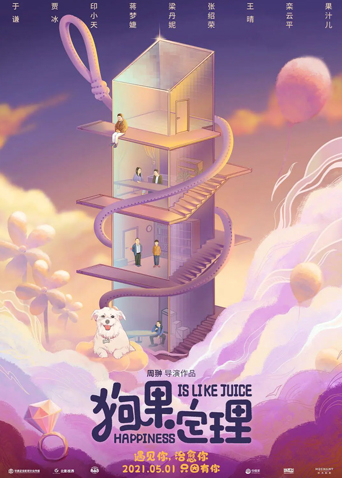 于谦 贾冰 印小天 蒋梦婕 梁丹妮 张绍荣 王晴 栾云平 果汁儿
周翀 导演作品
狗果定理
HAPPINESS IS LIKE JUICE
遇见你,治愈你
2021.05.01 只因有你